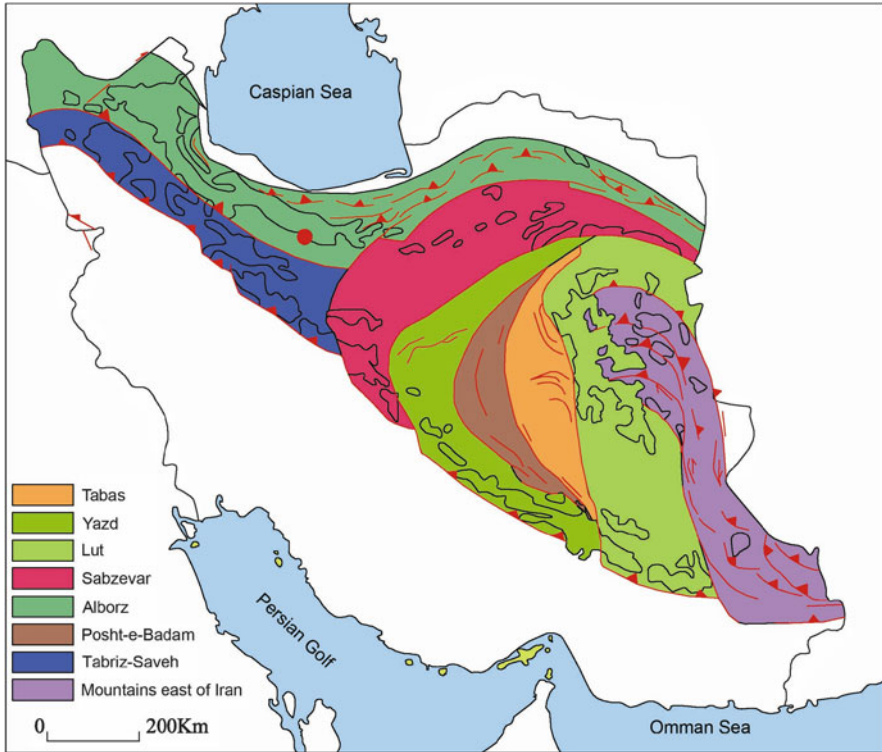 Caspian Sea
Tabas
Yazd
Lut
Sabzevar
Alborz
Posht-e-Badam
Tabriz-Saveh
Mountains east of Iran
0 200Km
Persian Golf
Omman Sea